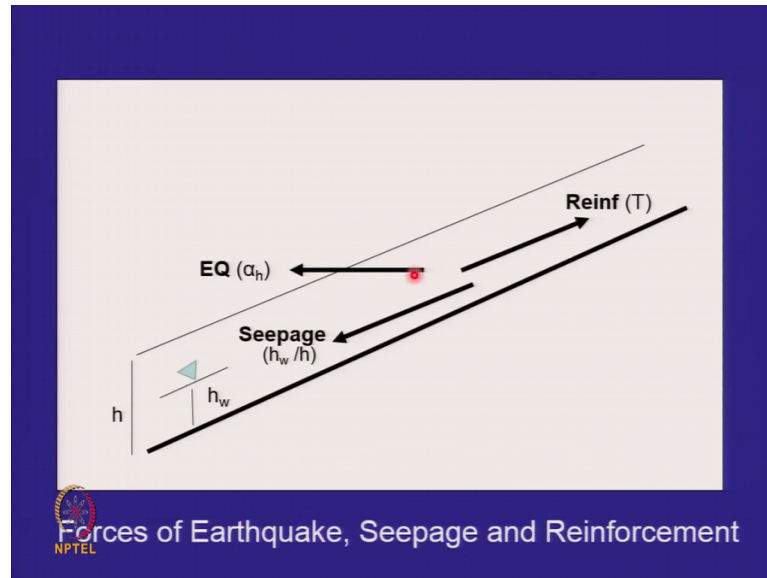 Reinf (T)
EQ (αh)
Seepage
(hw /h)
hw
h
Forces of Earthquake, Seepage and Reinforcement
NPTEL